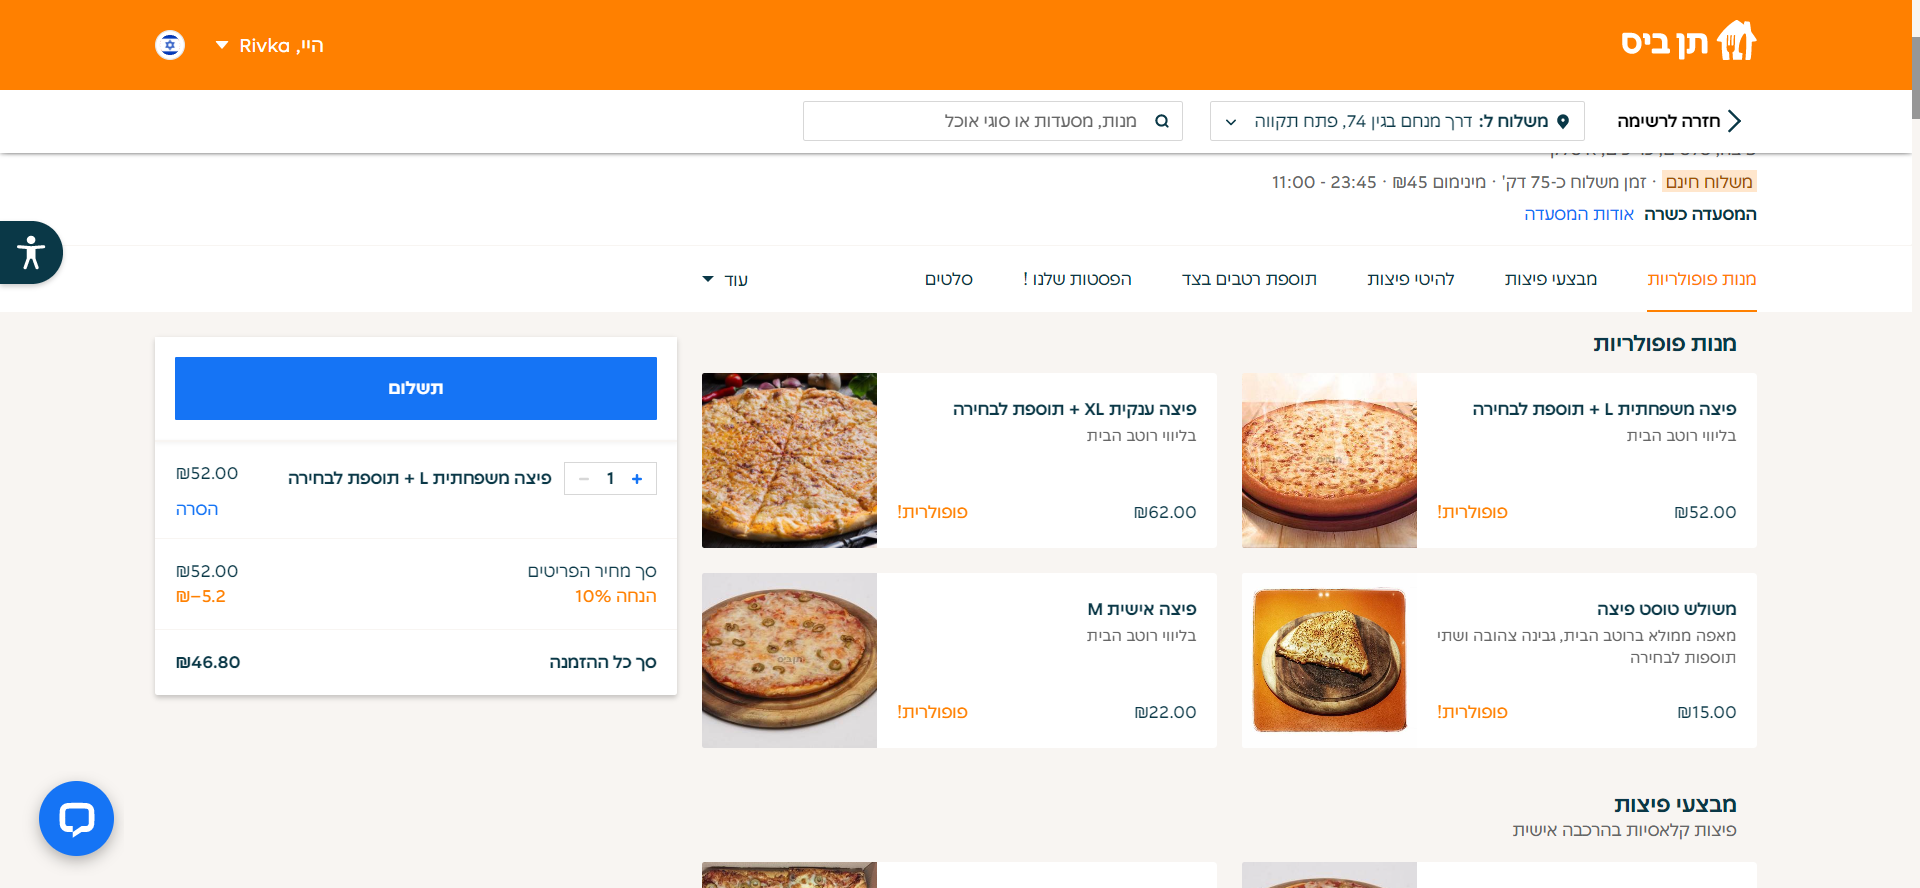 תן ביס
היי, Rivka
חזרה לרשימה
משלוח ל: דרך מנחם בגין 74, פתח תקווה
מנות, מסעדות או סוגי אוכל
משלוח חינם · זמן משלוח כ-75 דק' · מינימום ₪45 · 11:00 - 23:45
המסעדה כשרה אודות המסעדה
מנות פופולריות
מבצעי פיצות
להיטי פיצות
תוספת רטבים בצד
הפסטות שלנו !
סלטים
עוד
מנות פופולריות
פיצה משפחתית L + תוספת לבחירה
בליווי רוטב הבית
₪52.00
פופולרית!
פיצה ענקית XL + תוספת לבחירה
בליווי רוטב הבית
₪62.00
פופולרית!
משולש טוסט פיצה
מאפה ממולא ברוטב הבית, גבינה צהובה ושתי
תוספות לבחירה
₪15.00
פופולרית!
פיצה אישית M
בליווי רוטב הבית
₪22.00
פופולרית!
מבצעי פיצות
פיצות קלאסיות בהרכבה אישית
תשלום
+ 1 − פיצה משפחתית L + תוספת לבחירה ₪52.00
הסרה
סך מחיר הפריטים ₪52.00
הנחה 10% ₪−5.2
סך כל ההזמנה ₪46.80